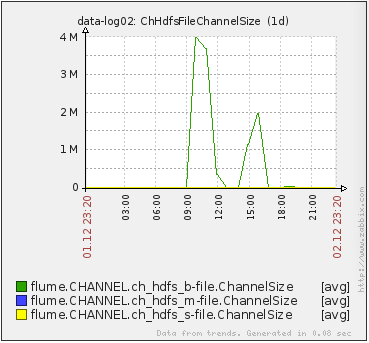 data-log02: ChHdfsFileChannelSize (1d)
4 M
3 M
2 M
1 M
0
01.12 23:20
03:00
06:00
09:00
12:00
15:00
18:00
21:00
02.12 23:20
http://www.zabbix.com
flume.CHANNEL.ch_hdfs_b-file.ChannelSize [avg]
flume.CHANNEL.ch_hdfs_m-file.ChannelSize [avg]
flume.CHANNEL.ch_hdfs_s-file.ChannelSize [avg]
Data from trends. Generated in 0.08 sec